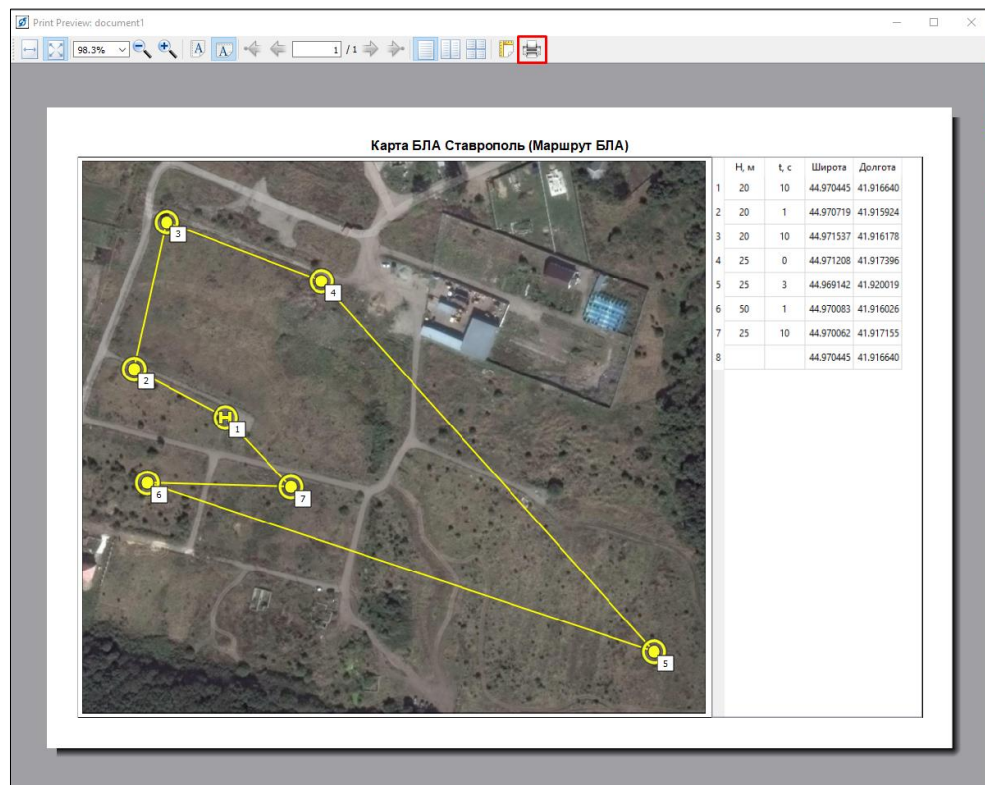 Print Preview: document1
98.3% 1 / 1
Карта БЛА Ставрополь (Маршрут БЛА)
H, м t, с Широта Долгота
1 20 10 44.970445 41.916640
2 20 1 44.970719 41.915924
3 20 10 44.971537 41.916178
4 25 0 44.971208 41.917396
5 25 3 44.969142 41.920019
6 50 1 44.970083 41.916026
7 25 10 44.970062 41.917155
8 44.970445 41.916640
3
4
2
H
1
6
7
5